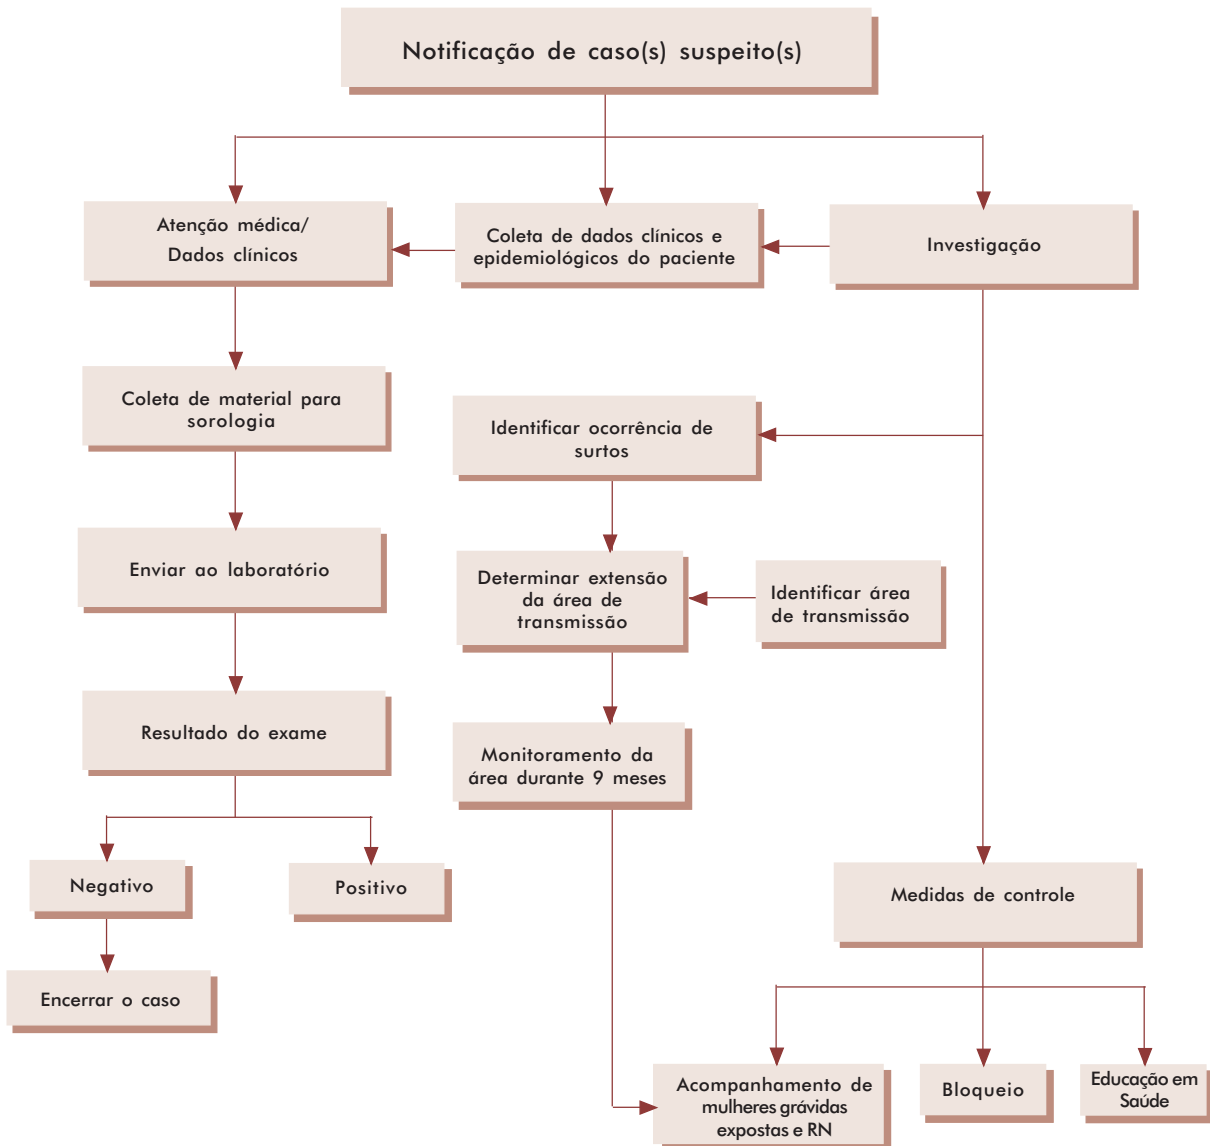 Notificação de caso(s) suspeito(s)
Atenção médica/
Dados clínicos
Coleta de dados clínicos e
epidemiológicos do paciente
Investigação
Coleta de material para
sorologia
Identificar ocorrência de
surtos
Enviar ao laboratório
Determinar extensão
da área de
transmissão
Identificar área
de transmissão
Resultado do exame
Monitoramento da
área durante 9 meses
Negativo
Positivo
Medidas de controle
Encerrar o caso
Acompanhamento de
mulheres grávidas
expostas e RN
Bloqueio
Educação em
Saúde